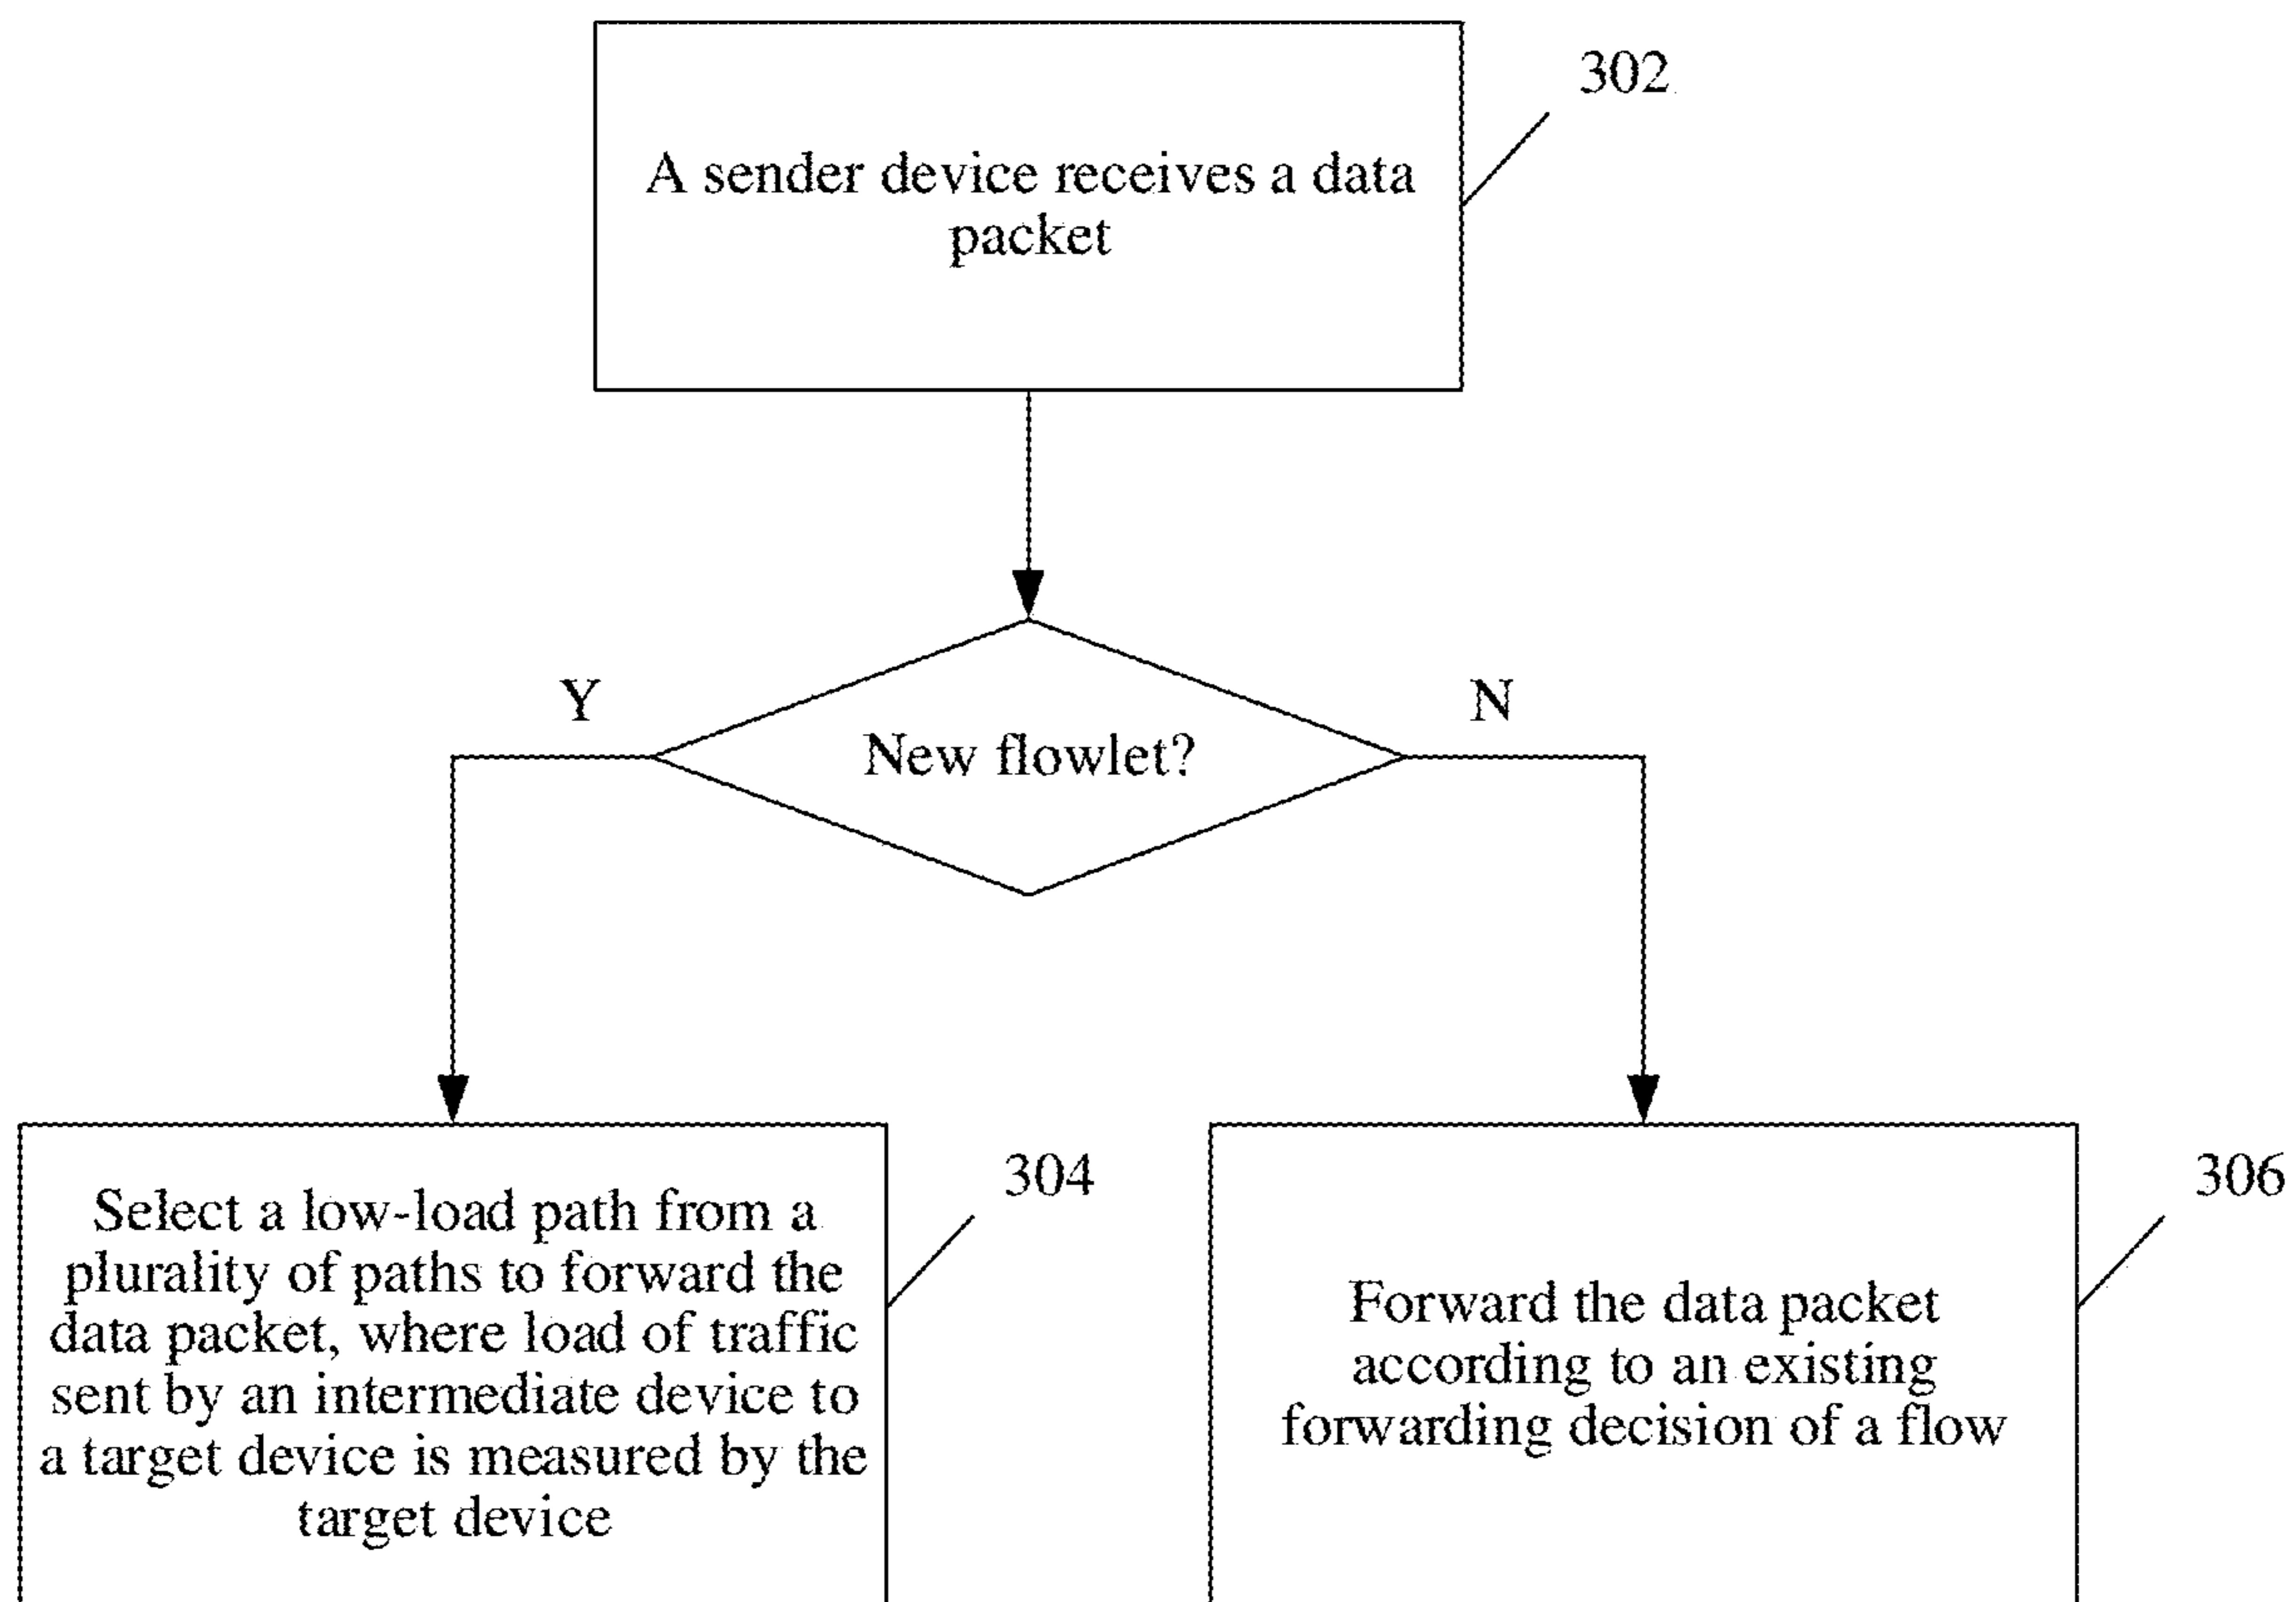 302
A sender device receives a data
packet
Y
N
New flowlet?
304
306
Select a low-load path from a
plurality of paths to forward the
data packet, where load of traffic
sent by an intermediate device to
a target device is measured by the
target device
Forward the data packet
according to an existing
forwarding decision of a flow